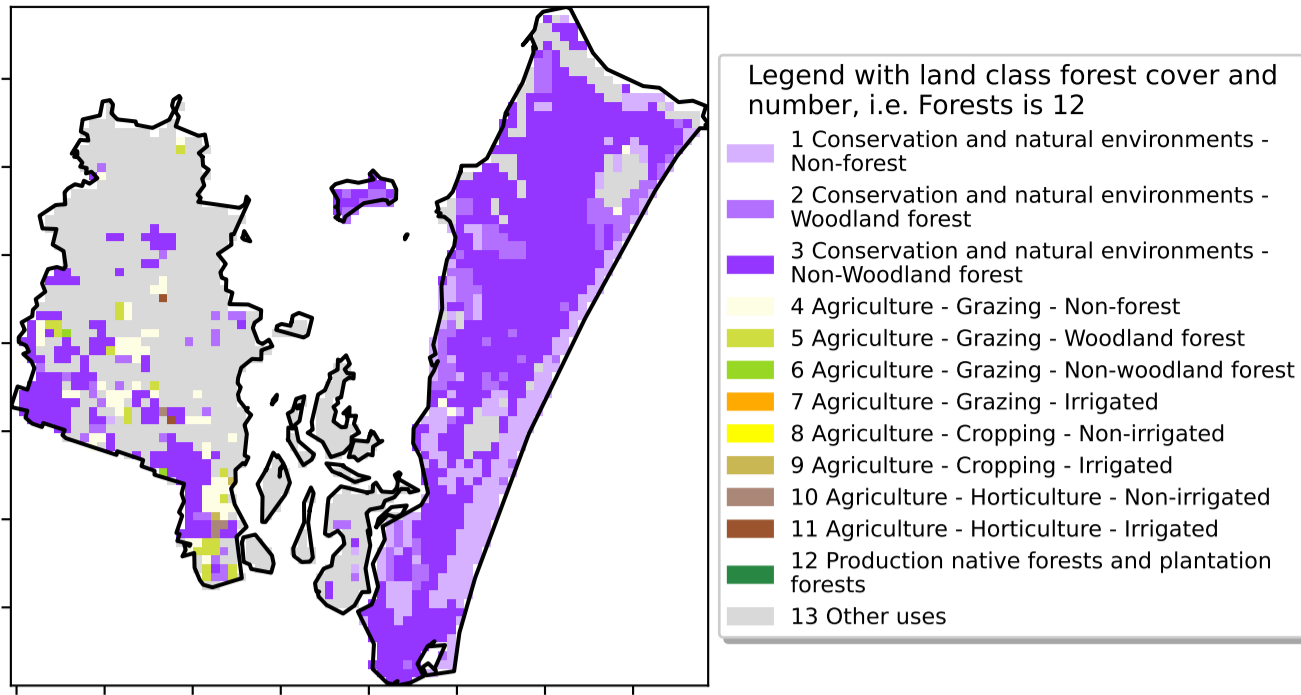 Legend with land class forest cover and
number, i.e. Forests is 12
1 Conservation and natural environments -
Non-forest
2 Conservation and natural environments -
Woodland forest
3 Conservation and natural environments -
Non-Woodland forest
4 Agriculture - Grazing - Non-forest
5 Agriculture - Grazing - Woodland forest
6 Agriculture - Grazing - Non-woodland forest
7 Agriculture - Grazing - Irrigated
8 Agriculture - Cropping - Non-irrigated
9 Agriculture - Cropping - Irrigated
10 Agriculture - Horticulture - Non-irrigated
11 Agriculture - Horticulture - Irrigated
12 Production native forests and plantation
forests
13 Other uses